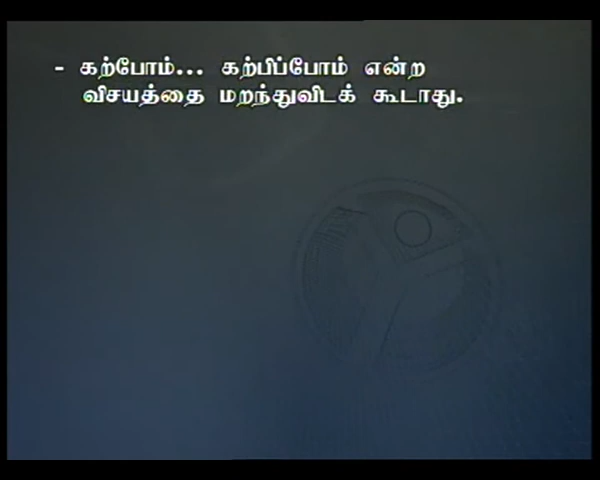 - கற்போம்... கற்பிப்போம் என்ற
விசயத்தை மறந்துவிடக் கூடாது.